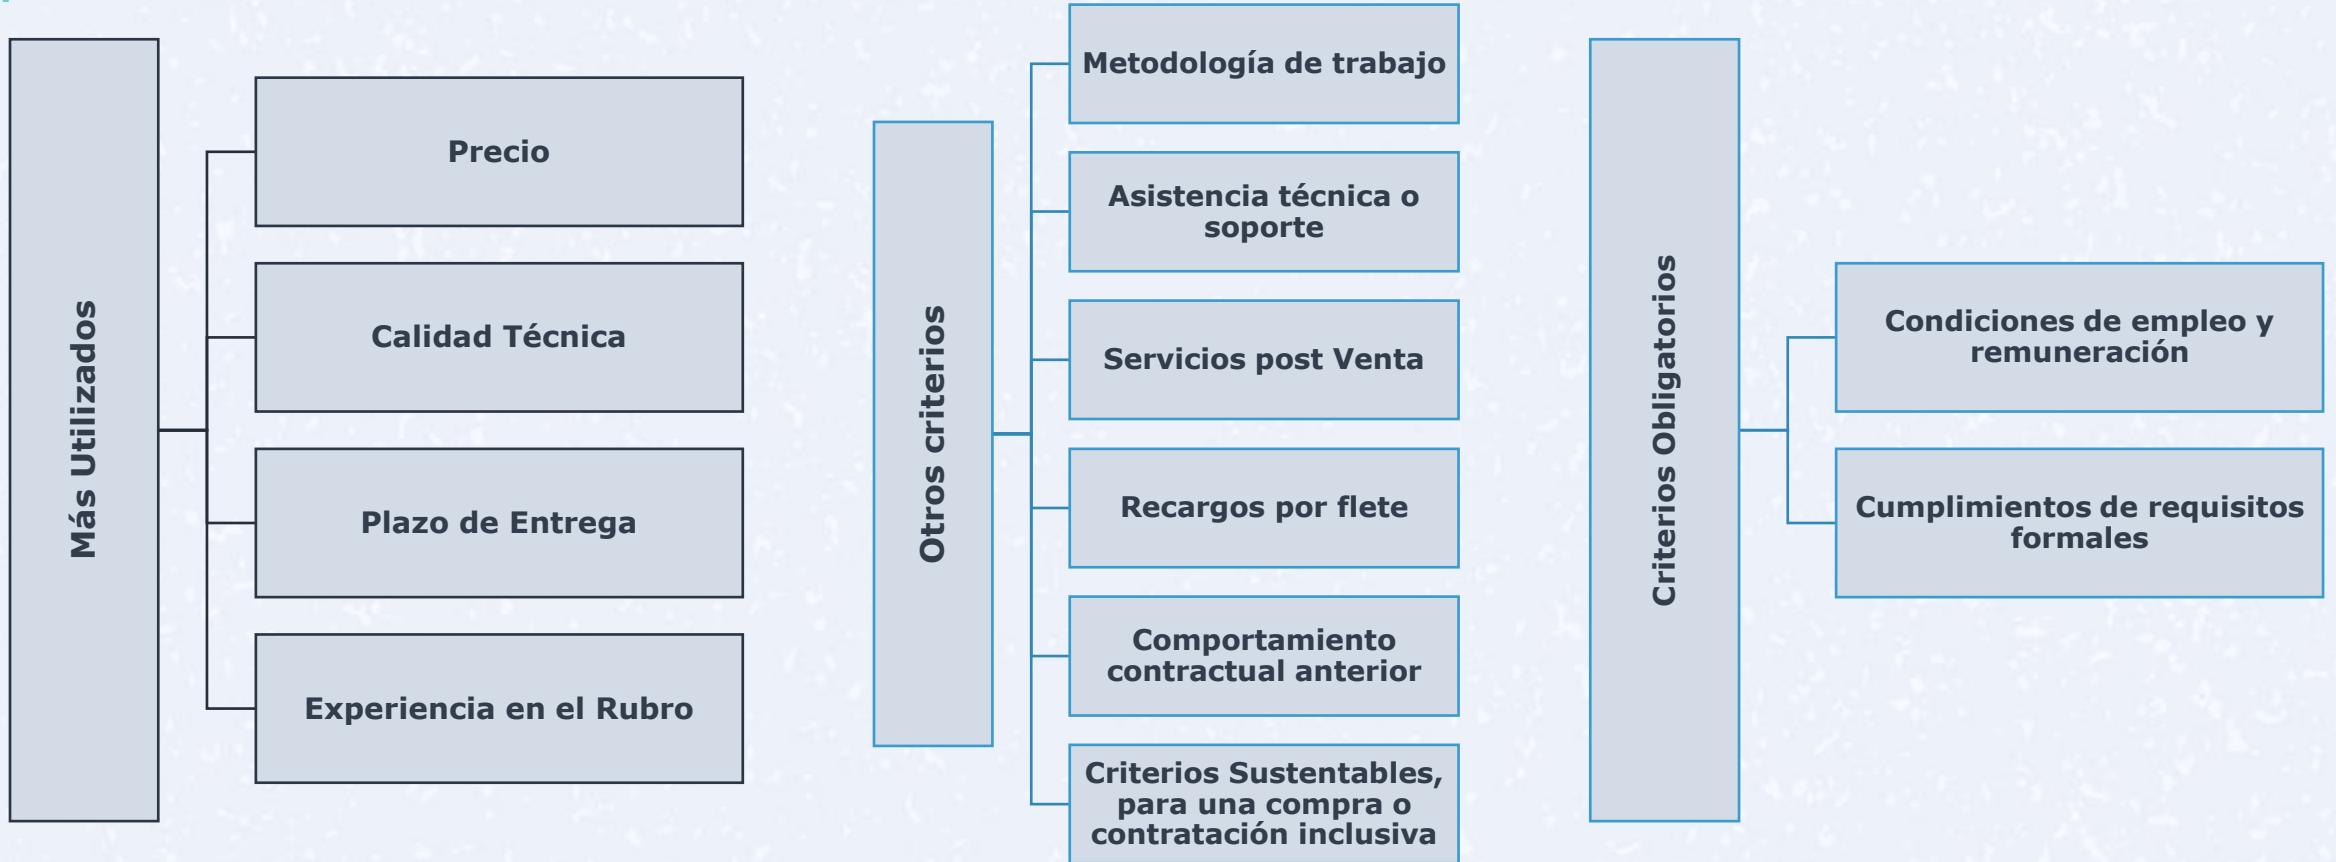 Más Utilizados
Precio
Calidad Técnica
Plazo de Entrega
Experiencia en el Rubro
Otros criterios
Metodología de trabajo
Asistencia técnica o
soporte
Servicios post Venta
Recargos por flete
Comportamiento
contractual anterior
Criterios Sustentables,
para una compra o
contratación inclusiva
Criterios Obligatorios
Condiciones de empleo y
remuneración
Cumplimientos de requisitos
formales